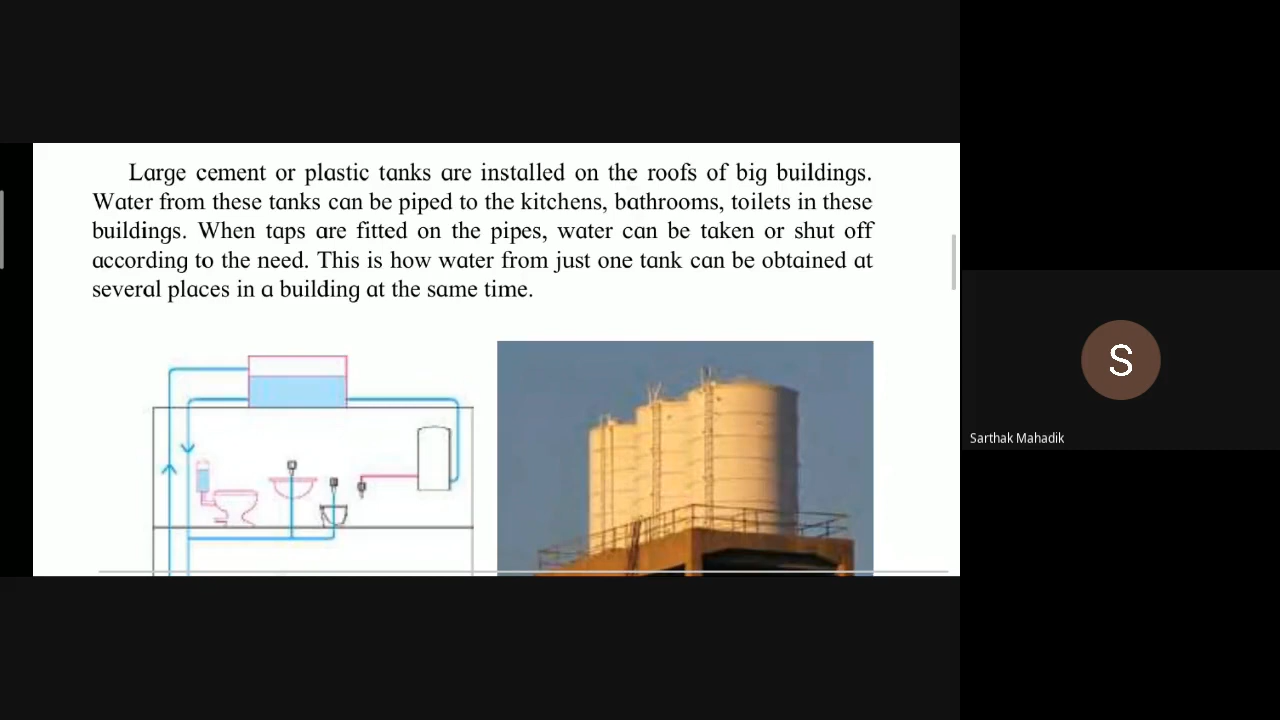 Large cement or plastic tanks are installed on the roofs of big buildings.
Water from these tanks can be piped to the kitchens, bathrooms, toilets in these
buildings. When taps are fitted on the pipes, water can be taken or shut off
according to the need. This is how water from just one tank can be obtained at
several places in a building at the same time.
S
Sarthak Mahadik